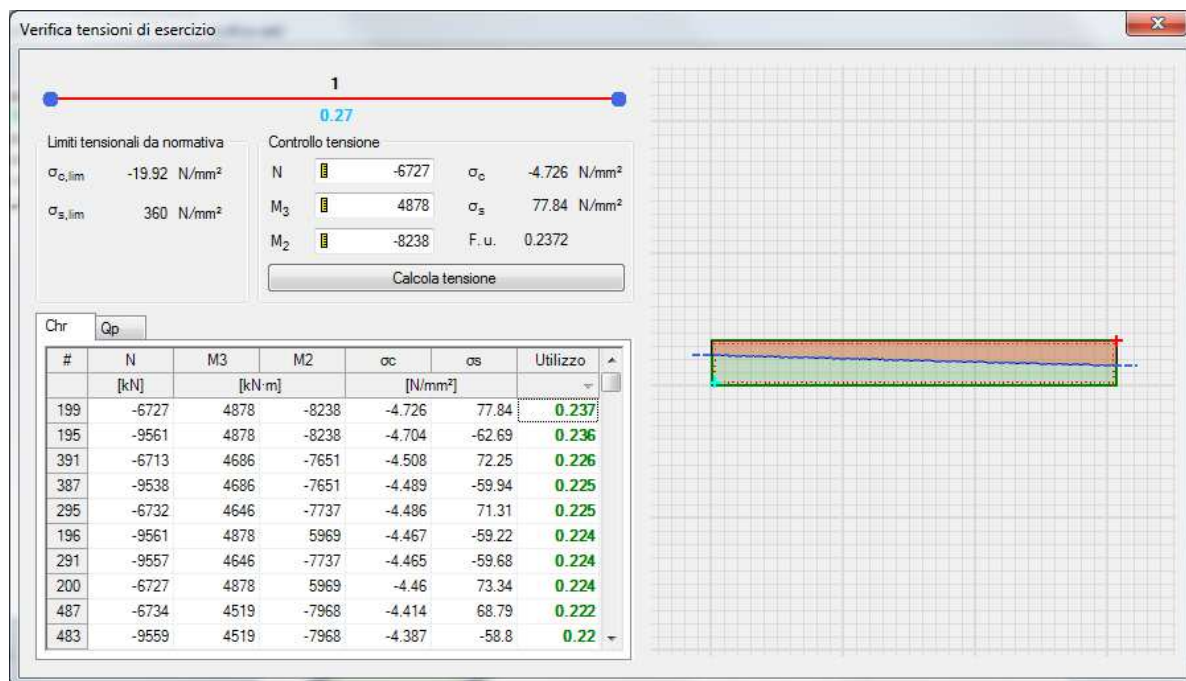 Verifica tensioni di esercizio
1
0.27
Limiti tensionali da normativa
σc,lim -19.92 N/mm²
σs,lim 360 N/mm²
Controllo tensione
N -6727 σc -4.726 N/mm²
M3 4878 σs 77.84 N/mm²
M2 -8238 F. u. 0.2372
Calcola tensione
Chr Qp
# N M3 M2 σc σs Utilizzo
[kN] [kN·m] [N/mm²]
199 -6727 4878 -8238 -4.726 77.84 0.237
195 -9561 4878 -8238 -4.704 -62.69 0.236
391 -6713 4686 -7651 -4.508 72.25 0.226
387 -9538 4686 -7651 -4.489 -59.94 0.225
295 -6732 4646 -7737 -4.486 71.31 0.225
196 -9561 4878 5969 -4.467 -59.22 0.224
291 -9557 4646 -7737 -4.465 -59.68 0.224
200 -6727 4878 5969 -4.46 73.34 0.224
487 -6734 4519 -7968 -4.414 68.79 0.222
483 -9559 4519 -7968 -4.387 -58.8 0.22